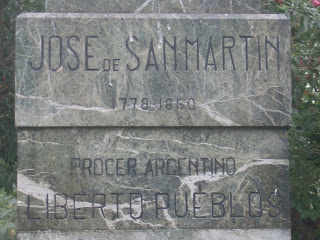 JOSE DE SAN MARTIN
1778-1850
PROCER ARGENTINO
LIBERTO PUEBLOS